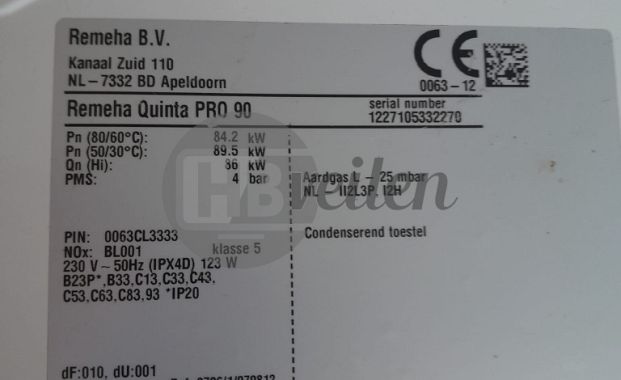 Remeha B.V.
Kanaal Zuid 110
NL-7332 BD Apeldoorn
CE
0063-12
Remeha Quinta PRO 90
serial number
1227105332270
Pn (80/60°C): 84.2 kW
Pn (50/30°C): 89.5 kW
Qn (Hi): 86 kW
PMS: 4 bar
Aardgas L - 25 mbar
NL II2L3P, I2H
HB veilen
Condenserend toestel
PIN: 0063CL3333
NOx: BL001 klasse 5
230 V~50Hz (IPX4D) 123 W
B23P*,B33,C13,C33,C43,
C53,C63,C83,93 *IP20
dF:010, dU:001